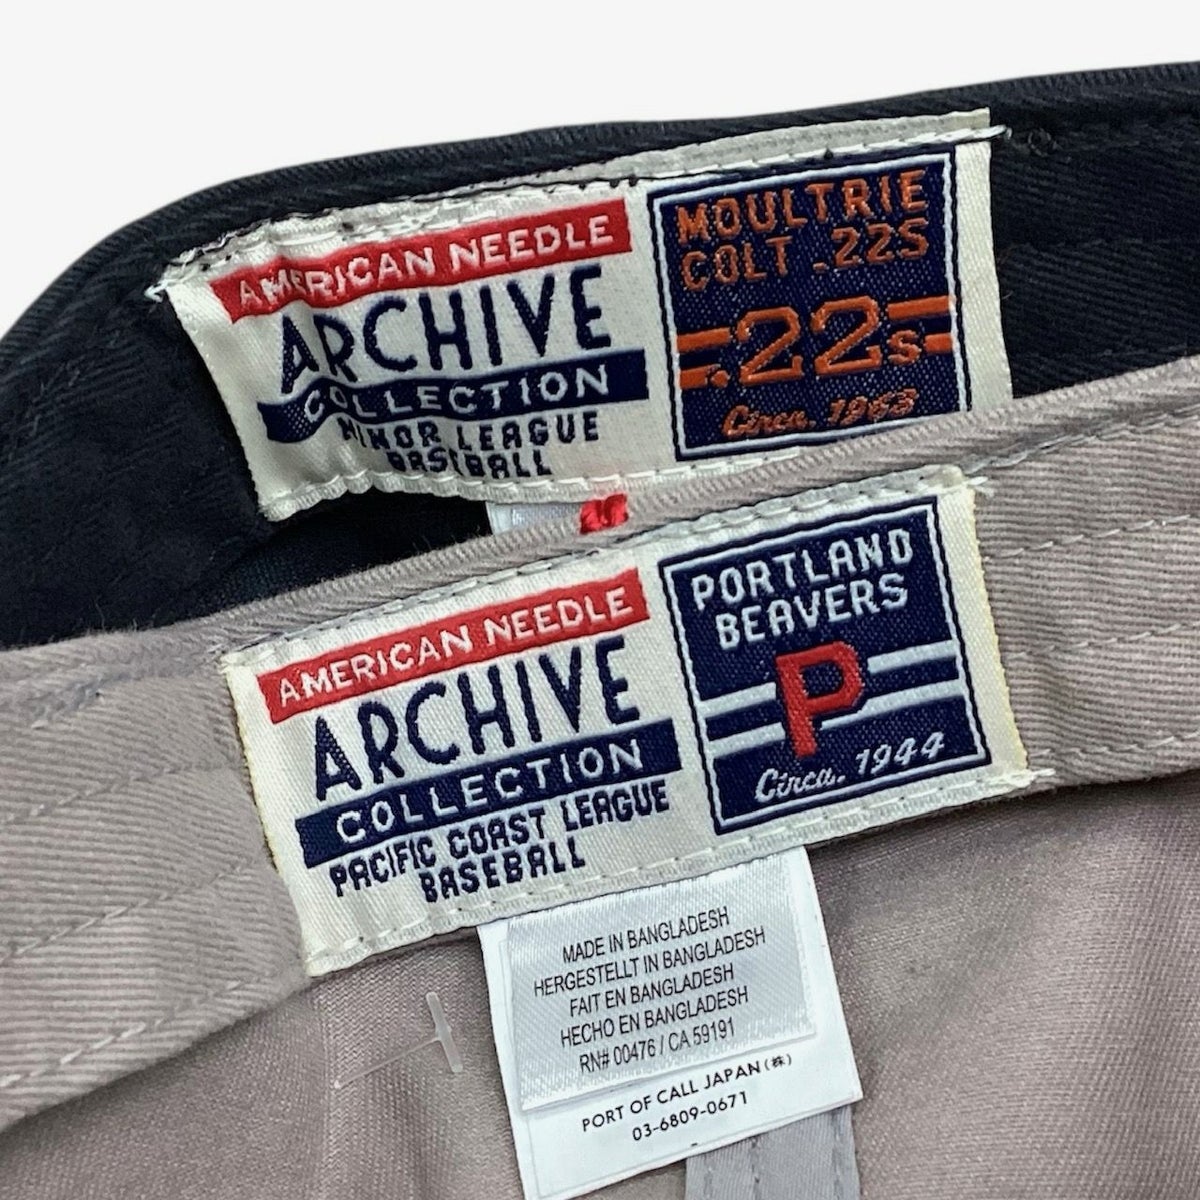 AMERICAN NEEDLE
ARCHIVE
COLLECTION
MINOR LEAGUE
BASEBALL
MOULTRIE
COLT .22S
.22s
Circa. 1963
AMERICAN NEEDLE
ARCHIVE
COLLECTION
PACIFIC COAST LEAGUE
BASEBALL
PORTLAND
BEAVERS
P
Circa. 1944
MADE IN BANGLADESH
HERGESTELLT IN BANGLADESH
FAIT EN BANGLADESH
HECHO EN BANGLADESH
RN# 00476 / CA 59191
PORT OF CALL JAPAN (株)
03-6809-0671